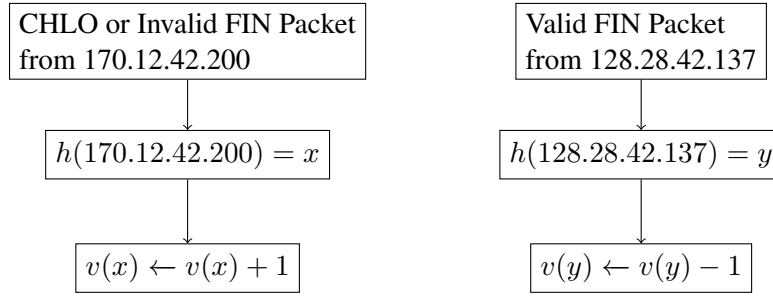 CHLO or Invalid FIN Packet
from 170.12.42.200
Valid FIN Packet
from 128.28.42.137
h(170.12.42.200) = x
h(128.28.42.137) = y
v(x) ← v(x) + 1
v(y) ← v(y) − 1